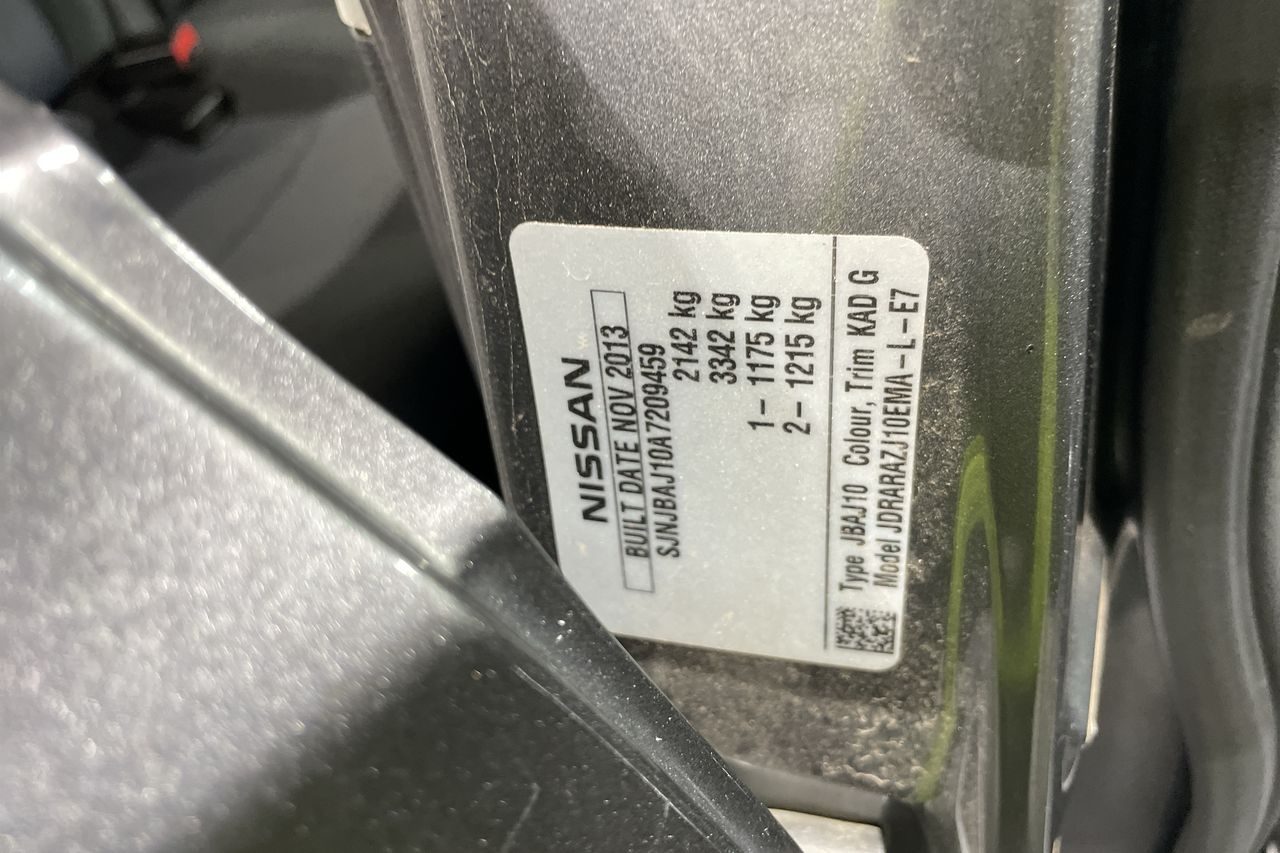 NISSAN
BUILT DATE NOV 2013
SJNJBAJ10A7209459
2142 kg
3342 kg
1– 1175 kg
2– 1215 kg
Type JBAJ10 Colour, Trim KAD G
Model JDRARAZJ10EMA–L–E7